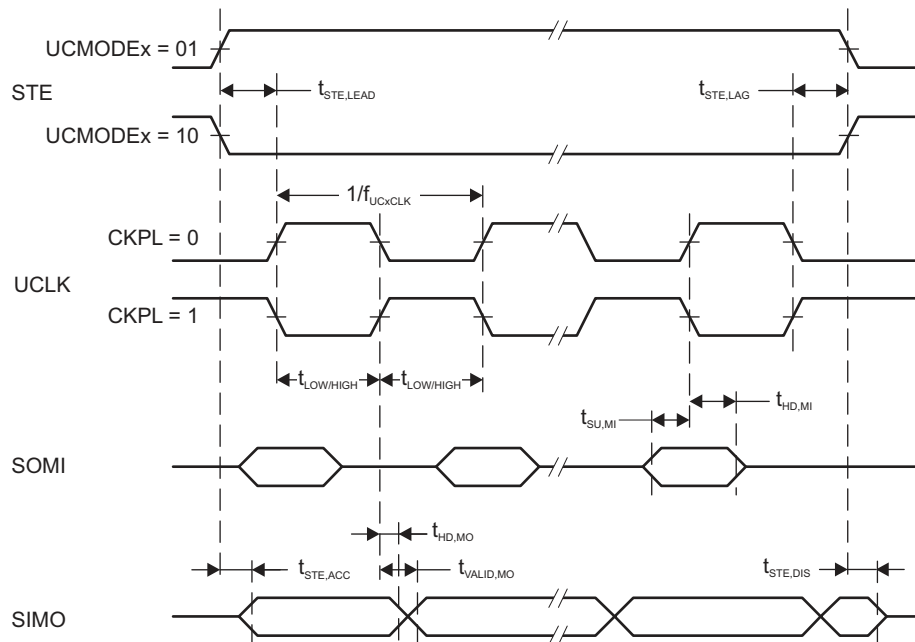 UCMODEx = 01
STE
t_STE,LEAD
t_STE,LAG
UCMODEx = 10
1/f_UCxCLK
CKPL = 0
UCLK
CKPL = 1
t_LOW/HIGH t_LOW/HIGH
t_SU,MI
t_HD,MI
SOMI
t_HD,MO
t_STE,ACC
t_VALID,MO
t_STE,DIS
SIMO